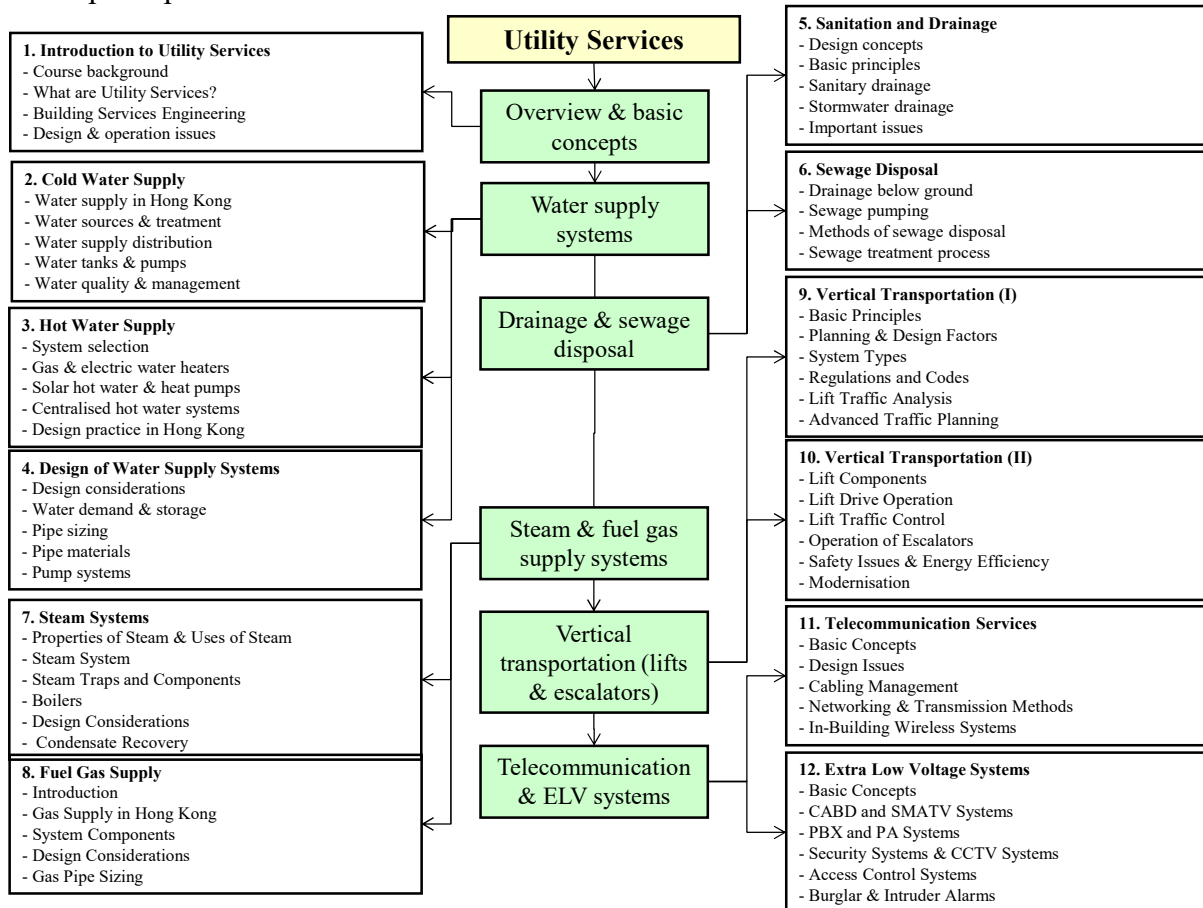 Utility Services
Overview & basic
concepts
Water supply
systems
Drainage & sewage
disposal
Steam & fuel gas
supply systems
Vertical
transportation (lifts
& escalators)
Telecommunication
& ELV systems
1. Introduction to Utility Services
- Course background
- What are Utility Services?
- Building Services Engineering
- Design & operation issues
2. Cold Water Supply
- Water supply in Hong Kong
- Water sources & treatment
- Water supply distribution
- Water tanks & pumps
- Water quality & management
3. Hot Water Supply
- System selection
- Gas & electric water heaters
- Solar hot water & heat pumps
- Centralised hot water systems
- Design practice in Hong Kong
4. Design of Water Supply Systems
- Design considerations
- Water demand & storage
- Pipe sizing
- Pipe materials
- Pump systems
7. Steam Systems
- Properties of Steam & Uses of Steam
- Steam System
- Steam Traps and Components
- Boilers
- Design Considerations
- Condensate Recovery
8. Fuel Gas Supply
- Introduction
- Gas Supply in Hong Kong
- System Components
- Design Considerations
- Gas Pipe Sizing
5. Sanitation and Drainage
- Design concepts
- Basic principles
- Sanitary drainage
- Stormwater drainage
- Important issues
6. Sewage Disposal
- Drainage below ground
- Sewage pumping
- Methods of sewage disposal
- Sewage treatment process
9. Vertical Transportation (I)
- Basic Principles
- Planning & Design Factors
- System Types
- Regulations and Codes
- Lift Traffic Analysis
- Advanced Traffic Planning
10. Vertical Transportation (II)
- Lift Components
- Lift Drive Operation
- Lift Traffic Control
- Operation of Escalators
- Safety Issues & Energy Efficiency
- Modernisation
11. Telecommunication Services
- Basic Concepts
- Design Issues
- Cabling Management
- Networking & Transmission Methods
- In-Building Wireless Systems
12. Extra Low Voltage Systems
- Basic Concepts
- CABD and SMATV Systems
- PBX and PA Systems
- Security Systems & CCTV Systems
- Access Control Systems
- Burglar & Intruder Alarms